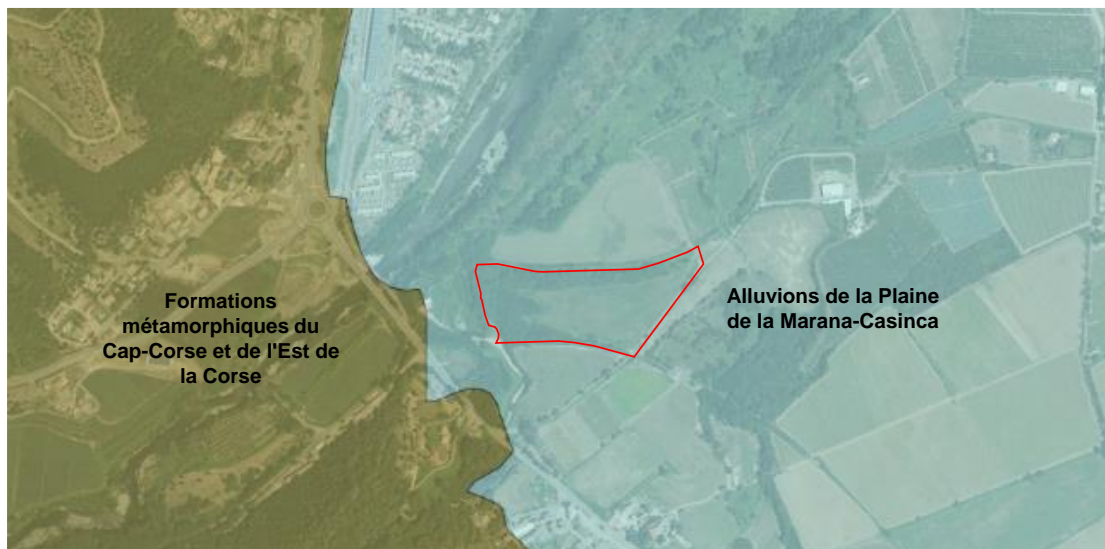 Formations
métamorphiques du
Cap-Corse et de l'Est de
la Corse
Alluvions de la Plaine
de la Marana-Casinca